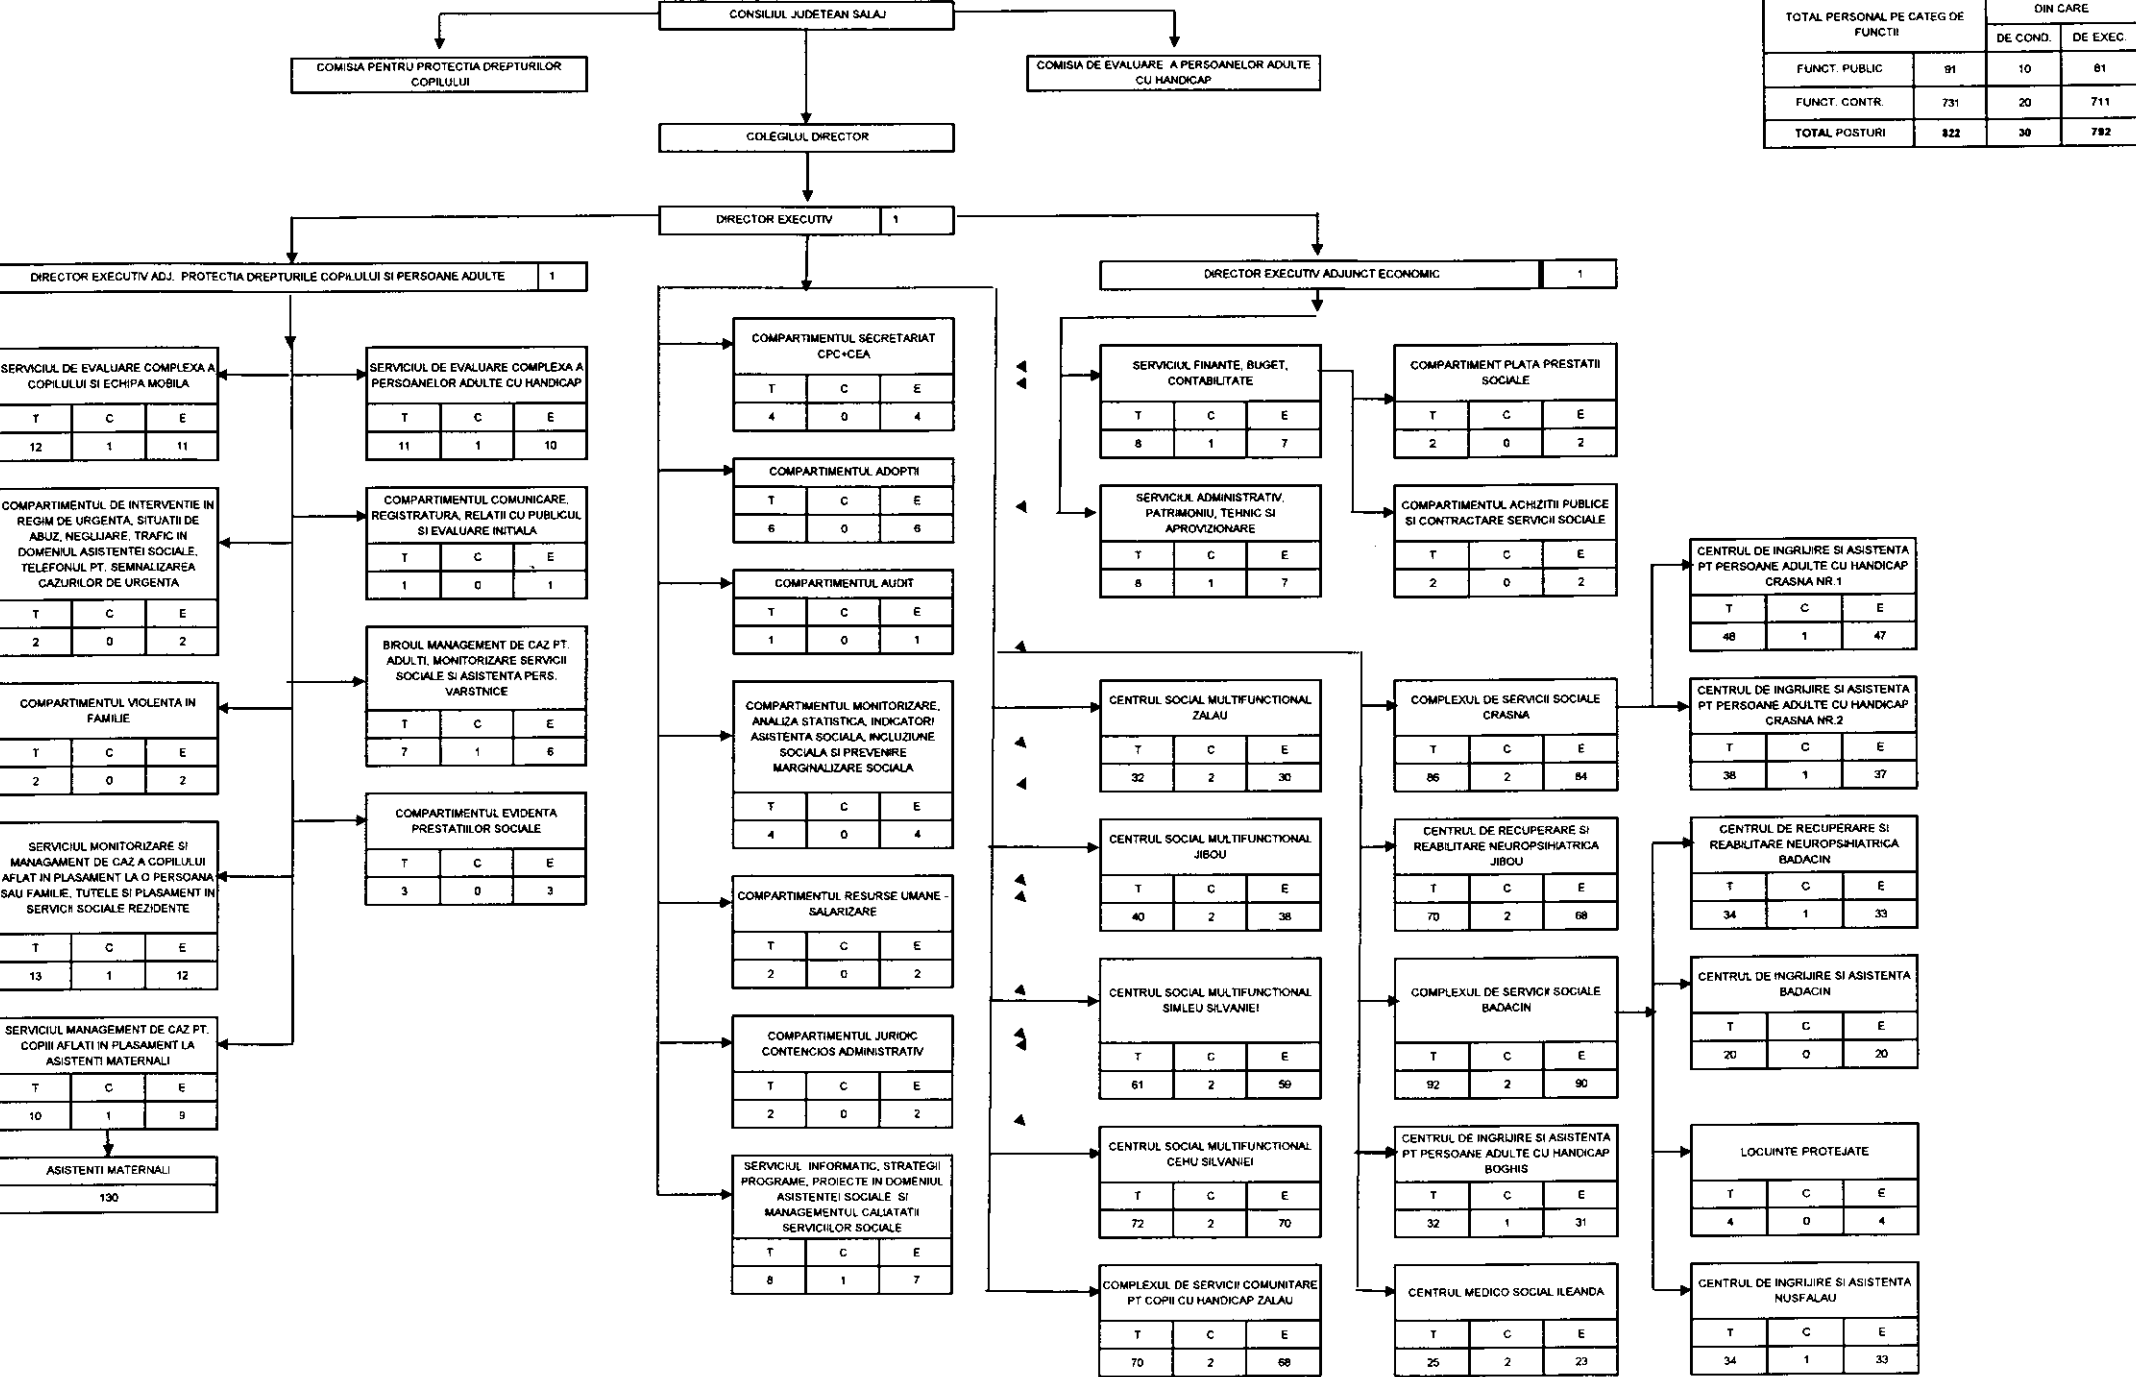 CONSILIUL JUDETEAN SALAJ
COMISIA PENTRU PROTECTIA DREPTURILOR
COPILULUI
COMISIA DE EVALUARE A PERSOANELOR ADULTE
CU HANDICAP
TOTAL PERSONAL PE CATEG DE
FUNCTII
DIN CARE
DE COND. DE EXEC.
FUNCT. PUBLIC 91 10 81
FUNCT. CONTR. 731 20 711
TOTAL POSTURI 822 30 792
COLEGIUL DIRECTOR
DIRECTOR EXECUTIV 1
DIRECTOR EXECUTIV ADJ. PROTECTIA DREPTURILE COPILULUI SI PERSOANE ADULTE 1
DIRECTOR EXECUTIV ADJUNCT ECONOMIC 1
SERVICIUL DE EVALUARE COMPLEXA A
COPILULUI SI ECHIPA MOBILA
T C E
12 1 11
COMPARTIMENTUL DE INTERVENTIE IN
REGIM DE URGENTA, SITUATII DE
ABUZ, NEGLIJARE, TRAFIC IN
DOMENIUL ASISTENTEI SOCIALE,
TELEFONUL PT. SEMNALIZAREA
CAZURILOR DE URGENTA
T C E
2 0 2
COMPARTIMENTUL VIOLENTA IN
FAMILIE
T C E
2 0 2
SERVICIUL MONITORIZARE SI
MANAGAMENT DE CAZ A COPILULUI
AFLAT IN PLASAMENT LA O PERSOANA
SAU FAMILIE, TUTELE SI PLASAMENT IN
SERVICII SOCIALE REZIDENTE
T C E
13 1 12
SERVICIUL MANAGEMENT DE CAZ PT.
COPIII AFLATI IN PLASAMENT LA
ASISTENTI MATERNALI
T C E
10 1 9
ASISTENTI MATERNALI
130
SERVICIUL DE EVALUARE COMPLEXA A
PERSOANELOR ADULTE CU HANDICAP
T C E
11 1 10
COMPARTIMENTUL COMUNICARE,
REGISTRATURA, RELATII CU PUBLICUL
SI EVALUARE INITIALA
T C E
1 0 1
BIROUL MANAGEMENT DE CAZ PT.
ADULTI, MONITORIZARE SERVICII
SOCIALE SI ASISTENTA PERS.
VARSTNICE
T C E
7 1 6
COMPARTIMENTUL EVIDENTA
PRESTATIILOR SOCIALE
T C E
3 0 3
COMPARTIMENTUL SECRETARIAT
CPC+CEA
T C E
4 0 4
COMPARTIMENTUL ADOPTII
T C E
6 0 6
COMPARTIMENTUL AUDIT
T C E
1 0 1
COMPARTIMENTUL MONITORIZARE,
ANALIZA STATISTICA, INDICATORI
ASISTENTA SOCIALA, INCLUZIUNE
SOCIALA SI PREVENIRE
MARGINALIZARE SOCIALA
T C E
4 0 4
COMPARTIMENTUL RESURSE UMANE -
SALARIZARE
T C E
2 0 2
COMPARTIMENTUL JURIDIC
CONTENCIOS ADMINISTRATIV
T C E
2 0 2
SERVICIUL INFORMATIC, STRATEGII
PROGRAME, PROIECTE IN DOMENIUL
ASISTENTEI SOCIALE SI
MANAGEMENTUL CALIATATII
SERVICIILOR SOCIALE
T C E
8 1 7
SERVICIUL FINANTE, BUGET,
CONTABILITATE
T C E
8 1 7
SERVICIUL ADMINISTRATIV,
PATRIMONIU, TEHNIC SI
APROVIZIONARE
T C E
8 1 7
COMPARTIMENT PLATA PRESTATII
SOCIALE
T C E
2 0 2
COMPARTIMENTUL ACHIZITII PUBLICE
SI CONTRACTARE SERVICII SOCIALE
T C E
2 0 2
CENTRUL SOCIAL MULTIFUNCTIONAL
ZALAU
T C E
32 2 30
CENTRUL SOCIAL MULTIFUNCTIONAL
JIBOU
T C E
40 2 38
CENTRUL SOCIAL MULTIFUNCTIONAL
SIMLEU SILVANIEI
T C E
61 2 59
CENTRUL SOCIAL MULTIFUNCTIONAL
CEHU SILVANIEI
T C E
72 2 70
COMPLEXUL DE SERVICII COMUNITARE
PT COPII CU HANDICAP ZALAU
T C E
70 2 68
COMPLEXUL DE SERVICII SOCIALE
CRASNA
T C E
86 2 84
CENTRUL DE RECUPERARE SI
REABILITARE NEUROPSIHIATRICA
JIBOU
T C E
70 2 68
COMPLEXUL DE SERVICII SOCIALE
BADACIN
T C E
92 2 90
CENTRUL DE INGRIJIRE SI ASISTENTA
PT PERSOANE ADULTE CU HANDICAP
BOGHIS
T C E
32 1 31
CENTRUL MEDICO SOCIAL ILEANDA
T C E
25 2 23
CENTRUL DE INGRIJIRE SI ASISTENTA
PT PERSOANE ADULTE CU HANDICAP
CRASNA NR.1
T C E
48 1 47
CENTRUL DE INGRIJIRE SI ASISTENTA
PT PERSOANE ADULTE CU HANDICAP
CRASNA NR.2
T C E
38 1 37
CENTRUL DE RECUPERARE SI
REABILITARE NEUROPSIHIATRICA
BADACIN
T C E
34 1 33
CENTRUL DE INGRIJIRE SI ASISTENTA
BADACIN
T C E
20 0 20
LOCUINTE PROTEJATE
T C E
4 0 4
CENTRUL DE INGRIJIRE SI ASISTENTA
NUSFALAU
T C E
34 1 33